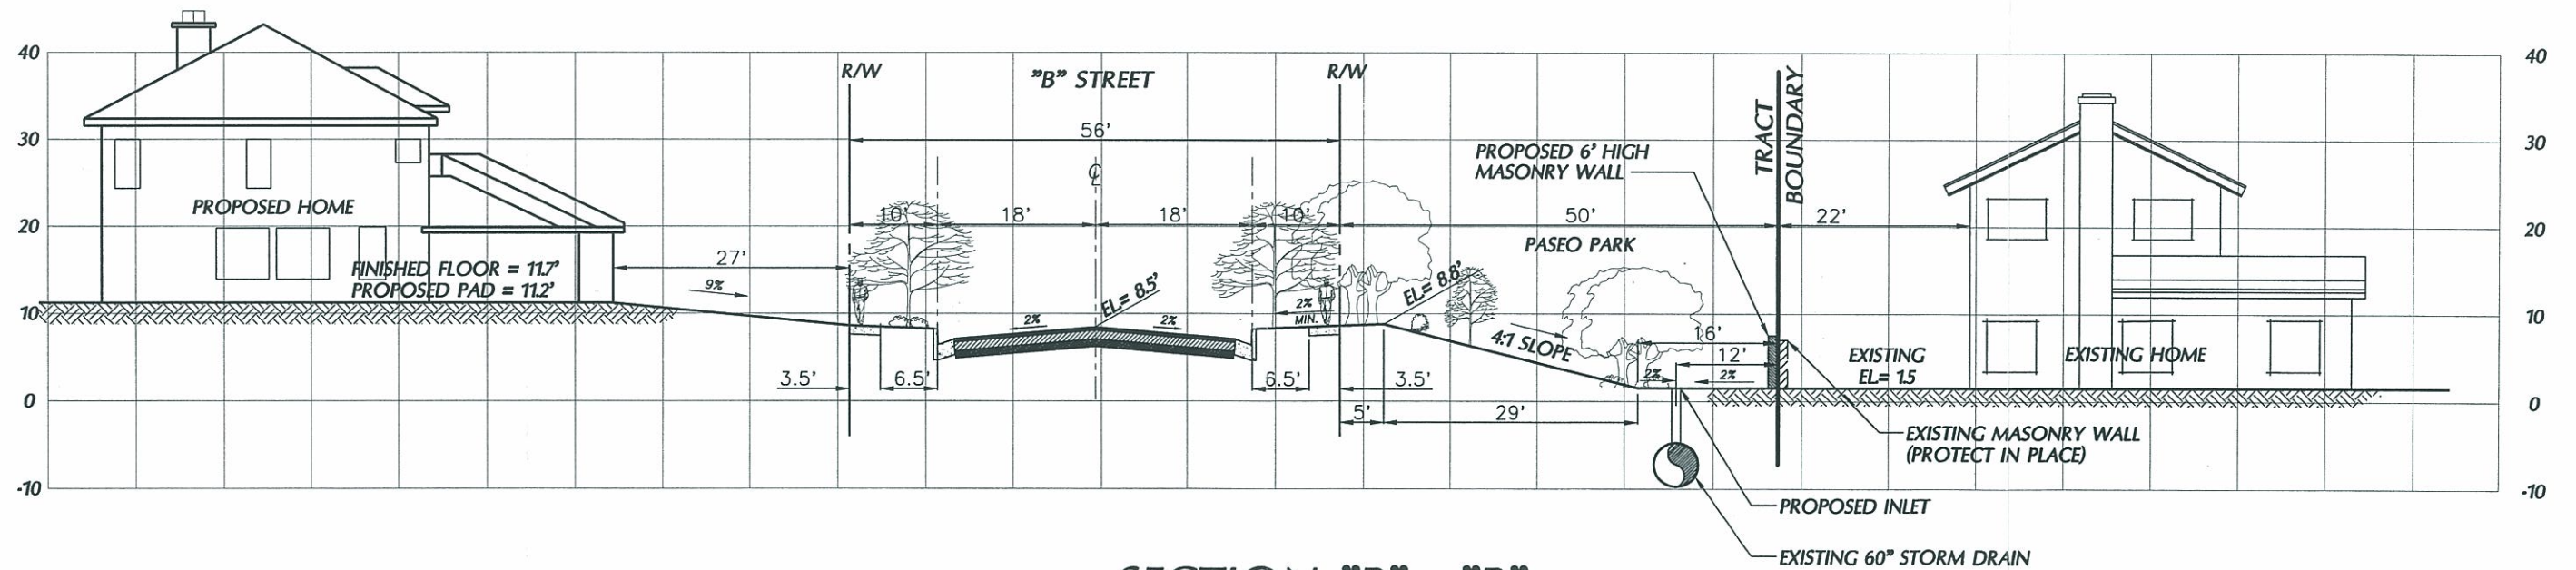 40
30
20
10
0
-10
PROPOSED HOME
FINISHED FLOOR = 11.7'
PROPOSED PAD = 11.2'
27'
9%
R/W
"B" STREET
R/W
56'
℄
10'
18'
18'
10'
50'
22'
EL= 8.5'
2%
2%
2%
MIN.
EL= 8.8'
3.5'
6.5'
6.5'
3.5'
5'
29'
PASEO PARK
4:1 SLOPE
PROPOSED 6' HIGH
MASONRY WALL
TRACT
BOUNDARY
16'
12'
2%
2%
EXISTING
EL= 1.5
EXISTING HOME
EXISTING MASONRY WALL
(PROTECT IN PLACE)
PROPOSED INLET
EXISTING 60" STORM DRAIN
40
30
20
10
0
-10